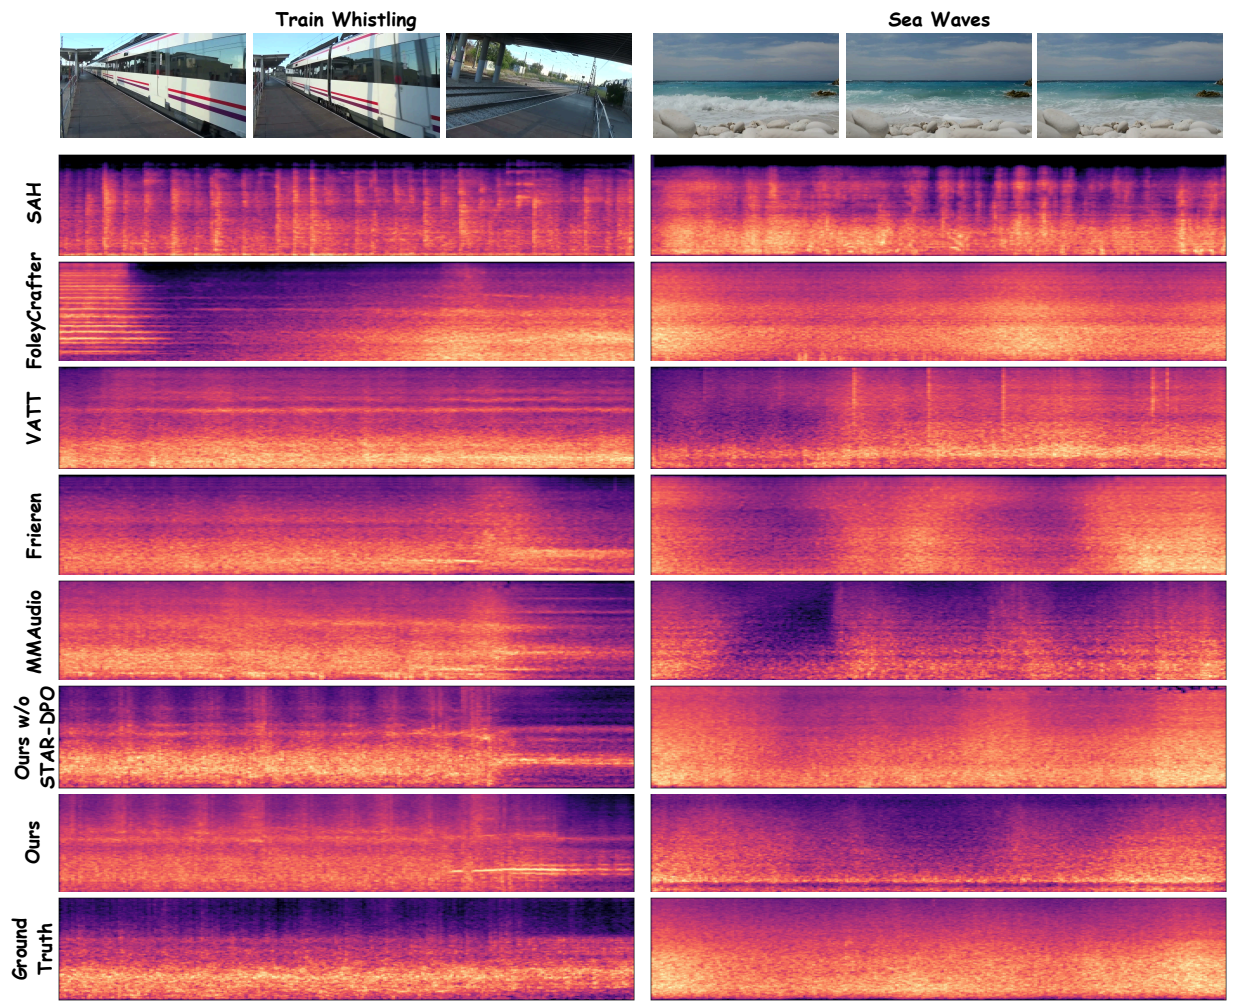 Train Whistling
Sea Waves
SAH
FoleyCrafter
VATT
Frieren
MMAudio
Ours w/o
STAR-DPO
Ours
Ground
Truth